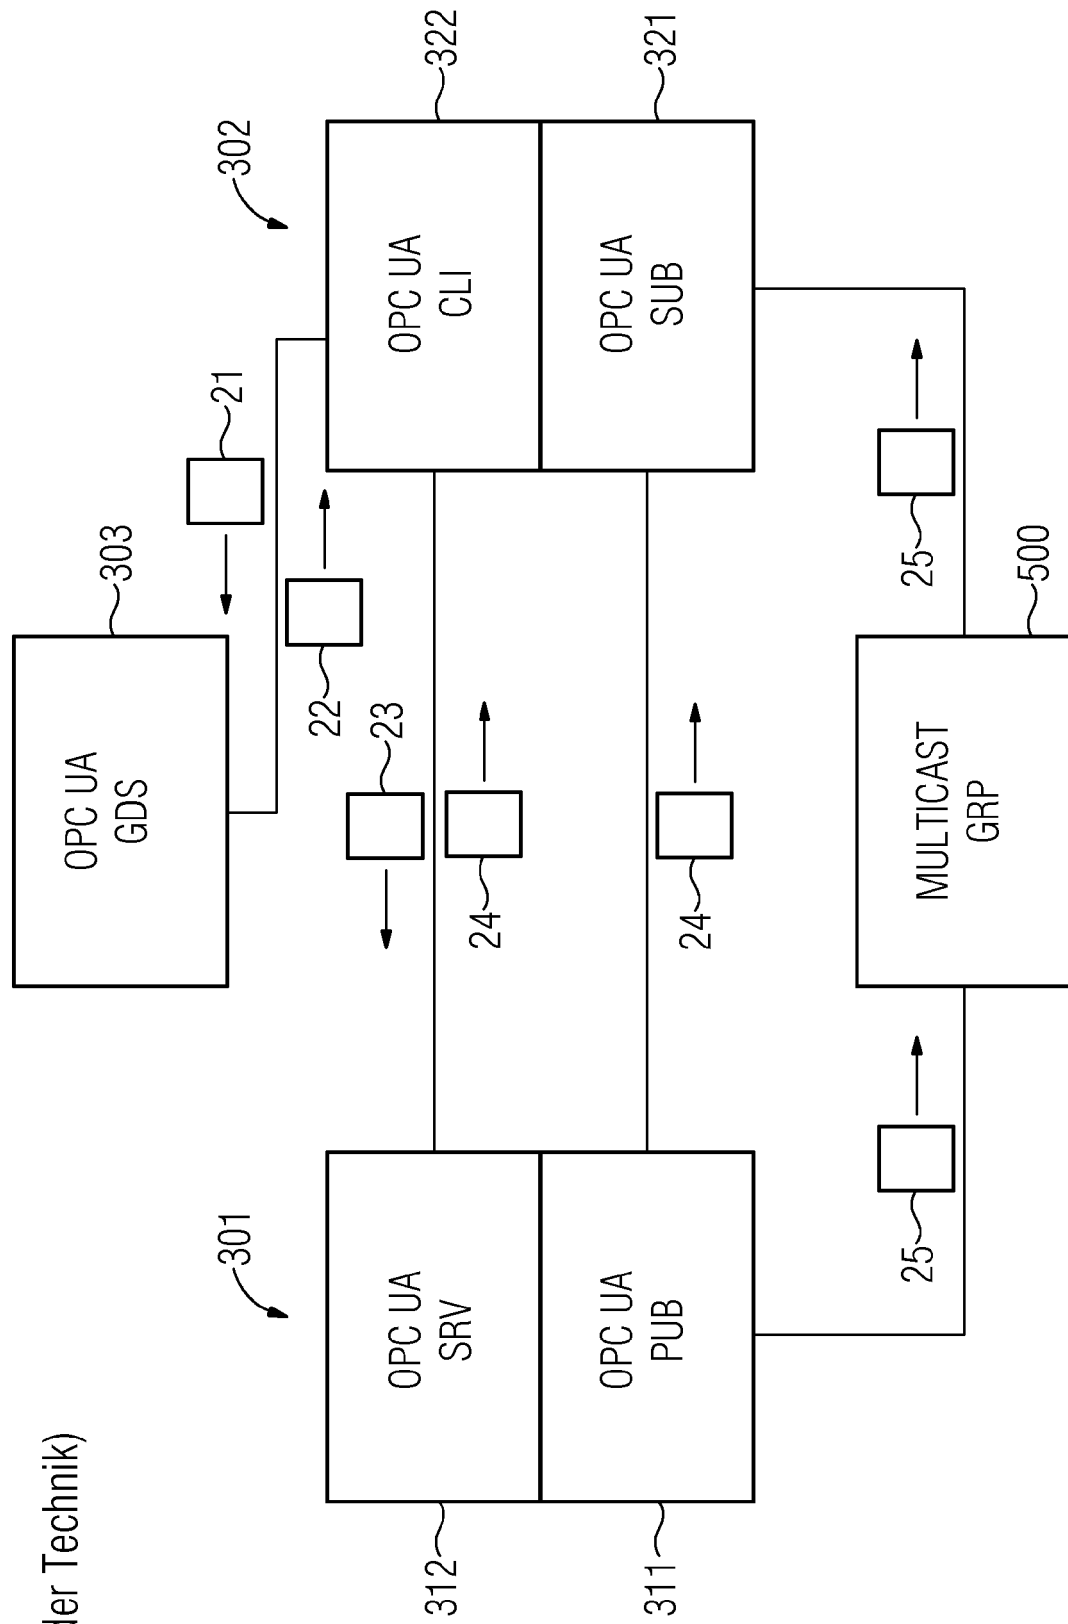 der Technik)
303
OPC UA
GDS
21
22
302
322
OPC UA
CLI
OPC UA
SUB
321
23
24
24
301
312
OPC UA
SRV
OPC UA
PUB
311
25
25
MULTICAST
GRP
500